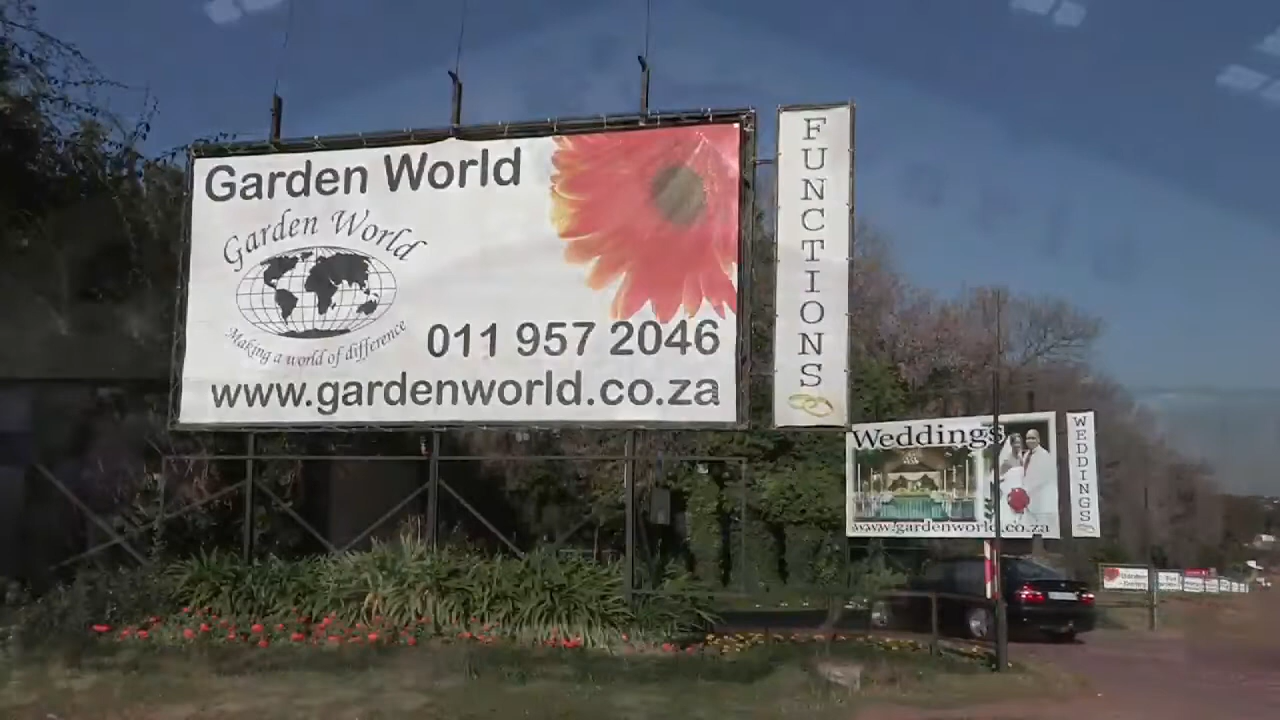 Garden World
Garden World
Making a world of difference
011 957 2046
www.gardenworld.co.za
FUNCTIONS
Weddings
www.gardenworld.co.za
WEDDINGS
Garden